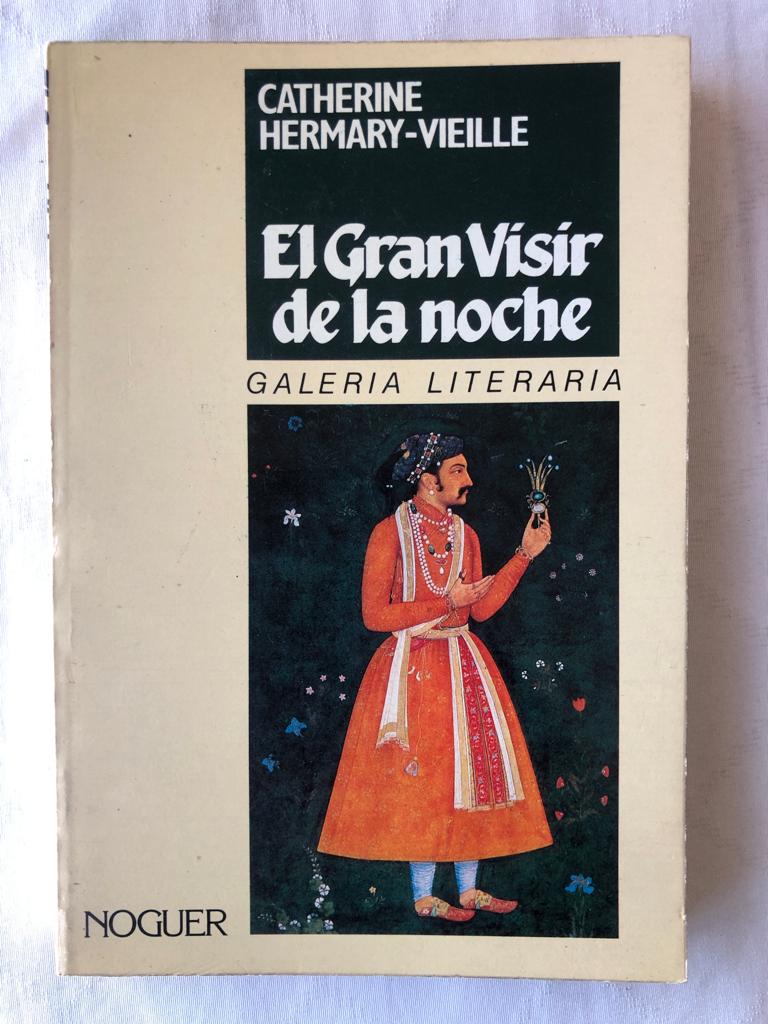 CATHERINE
HERMARY-VIEILLE
El Gran Visir
de la noche
GALERIA LITERARIA
NOGUER